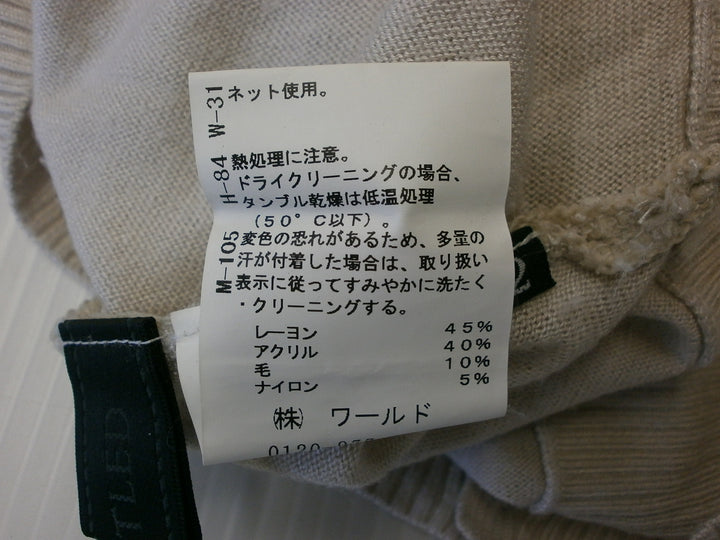 W-31
H-84
M-105
ネット使用。
熱処理に注意。
ドライクリーニングの場合、
タンブル乾燥は低温処理
(50°C以下)。
変色の恐れがあるため、多量の
汗が付着した場合は、取り扱い
表示に従ってすみやかに洗たく
・クリーニングする。
レーヨン 45%
アクリル 40%
毛 10%
ナイロン 5%
㈱ ワールド
0120